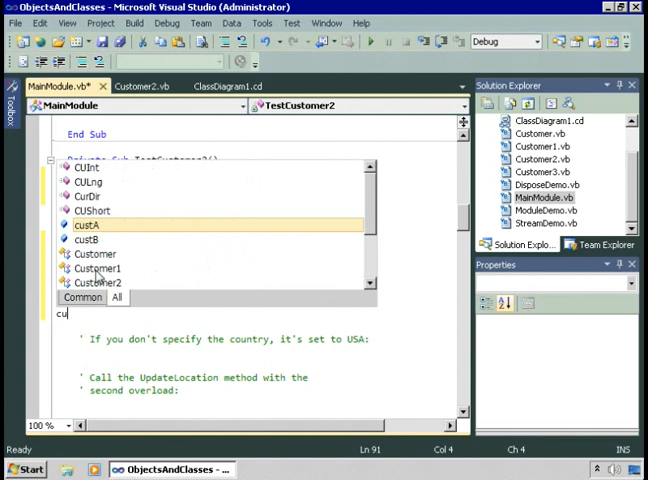 ObjectsAndClasses - Microsoft Visual Studio (Administrator)
File Edit View Project Build Debug Team Data Tools Test Window Help
Debug
MainModule.vb* Customer2.vb ClassDiagram1.cd
Toolbox
MainModule TestCustomer2
End Sub
Private Sub TestCustomer2()
CUInt
CULng
CurDir
CUShort
custA
custB
Customer
Customer1
Customer2
Common All
cu
' If you don't specify the country, it's set to USA:
' Call the UpdateLocation method with the
' second overload:
100 %
Solution Explorer
ClassDiagram1.cd
Customer.vb
Customer1.vb
Customer2.vb
Customer3.vb
DisposeDemo.vb
MainModule.vb
ModuleDemo.vb
StreamDemo.vb
Solution Explo... Team Explorer
Properties
Ready Ln 91 Col 4 Ch 4 INS
Start ObjectsAndClasses - ...